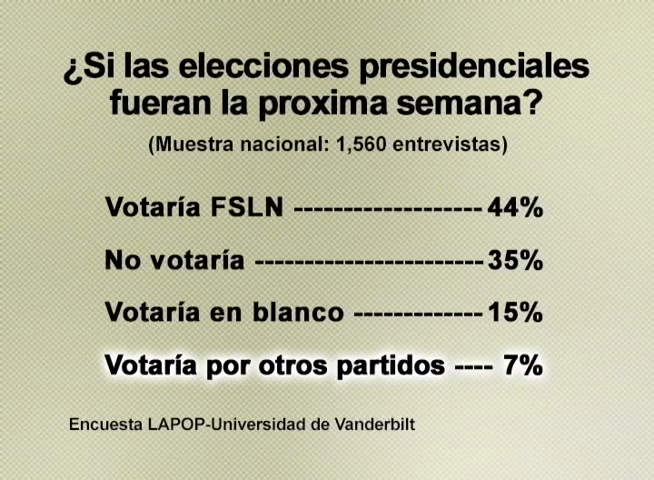 ¿Si las elecciones presidenciales
fueran la proxima semana?
(Muestra nacional: 1,560 entrevistas)
Votaría FSLN ------------------- 44%
No votaría ----------------------- 35%
Votaría en blanco ------------- 15%
Votaría por otros partidos ---- 7%
Encuesta LAPOP-Universidad de Vanderbilt